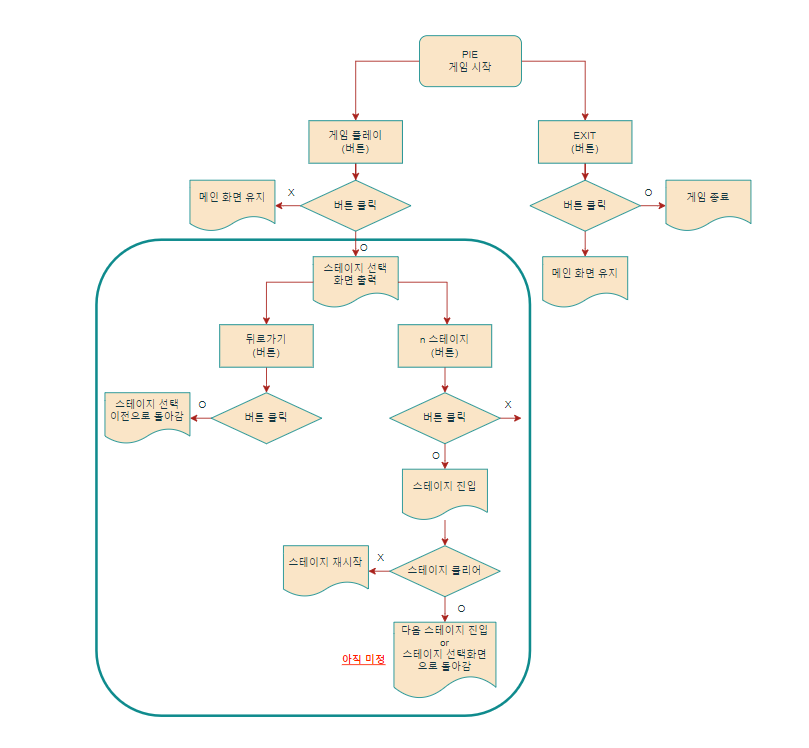 PIE
게임 시작
게임 플레이
(버튼)
EXIT
(버튼)
메인 화면 유지
X
버튼 클릭
버튼 클릭
O
게임 종료
O
스테이지 선택
화면 출력
메인 화면 유지
뒤로가기
(버튼)
n 스테이지
(버튼)
스테이지 선택
이전으로 돌아감
O
버튼 클릭
버튼 클릭
X
O
스테이지 진입
스테이지 재시작
X
스테이지 클리어
O
다음 스테이지 진입
or
스테이지 선택화면
으로 돌아감
아직 미정